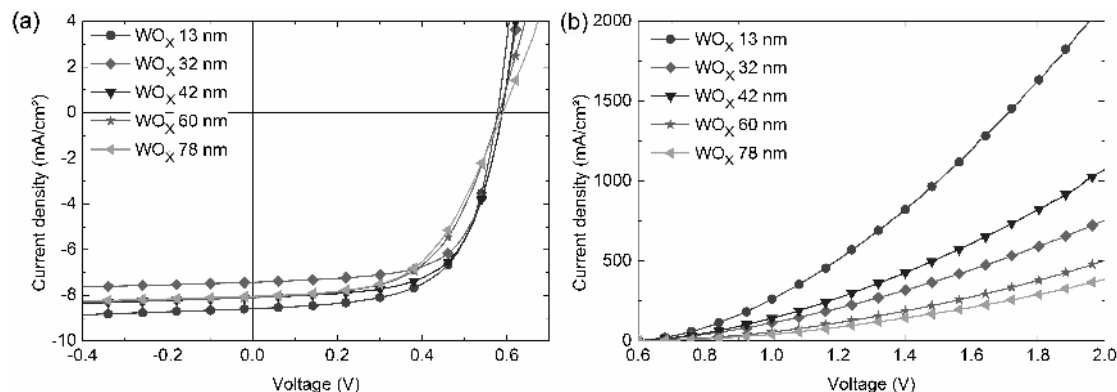 (a)
4
2
0
-2
-4
-6
-8
-10
Current density (mA/cm²)
WOX 13 nm
WOX 32 nm
WOX 42 nm
WOX 60 nm
WOX 78 nm
-0.4 -0.2 0.0 0.2 0.4 0.6
Voltage (V)
(b)
2000
1500
1000
500
0
Current density (mA/cm²)
WOX 13 nm
WOX 32 nm
WOX 42 nm
WOX 60 nm
WOX 78 nm
0.6 0.8 1.0 1.2 1.4 1.6 1.8 2.0
Voltage (V)